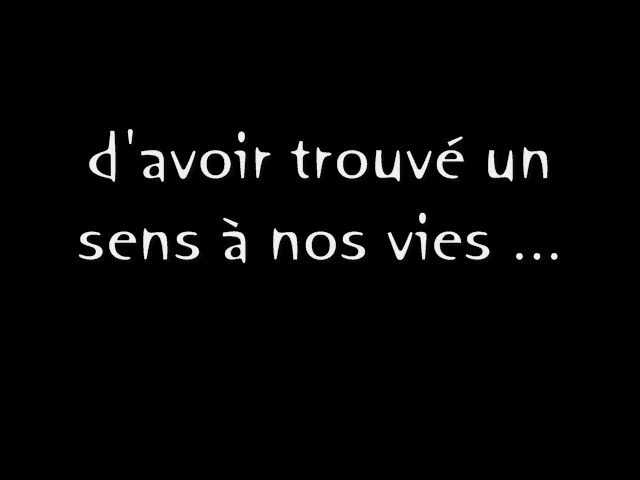 d'avoir trouvé un
sens à nos vies ...